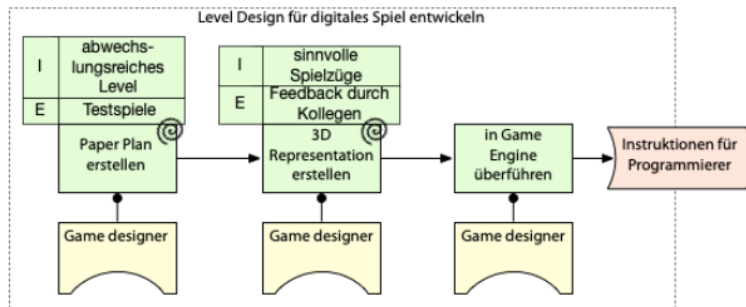 Level Design für digitales Spiel entwickeln
I
abwechs-
lungsreiches
Level
E
Testspiele
Paper Plan
erstellen
I
sinnvolle
Spielzüge
E
Feedback durch
Kollegen
3D
Representation
erstellen
in Game
Engine
überführen
Instruktionen für
Programmierer
Game designer
Game designer
Game designer